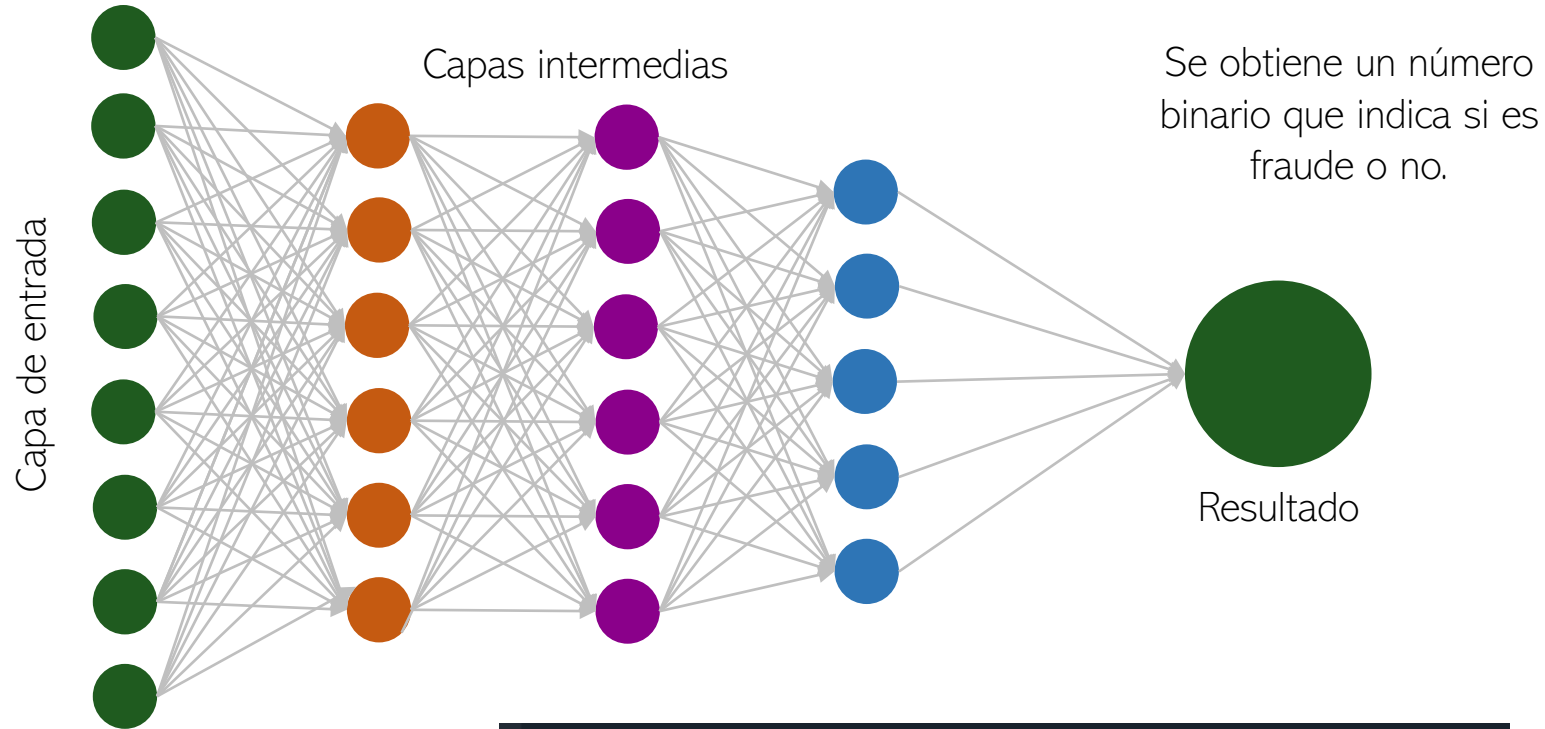 Capas intermedias
Se obtiene un número
binario que indica si es
fraude o no.
Capa de entrada
Resultado